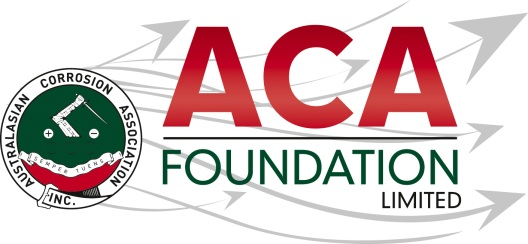 ACA
FOUNDATION
LIMITED
AUSTRALASIAN CORROSION ASSOCIATION
INC.
+ −
SEMPER TUENS